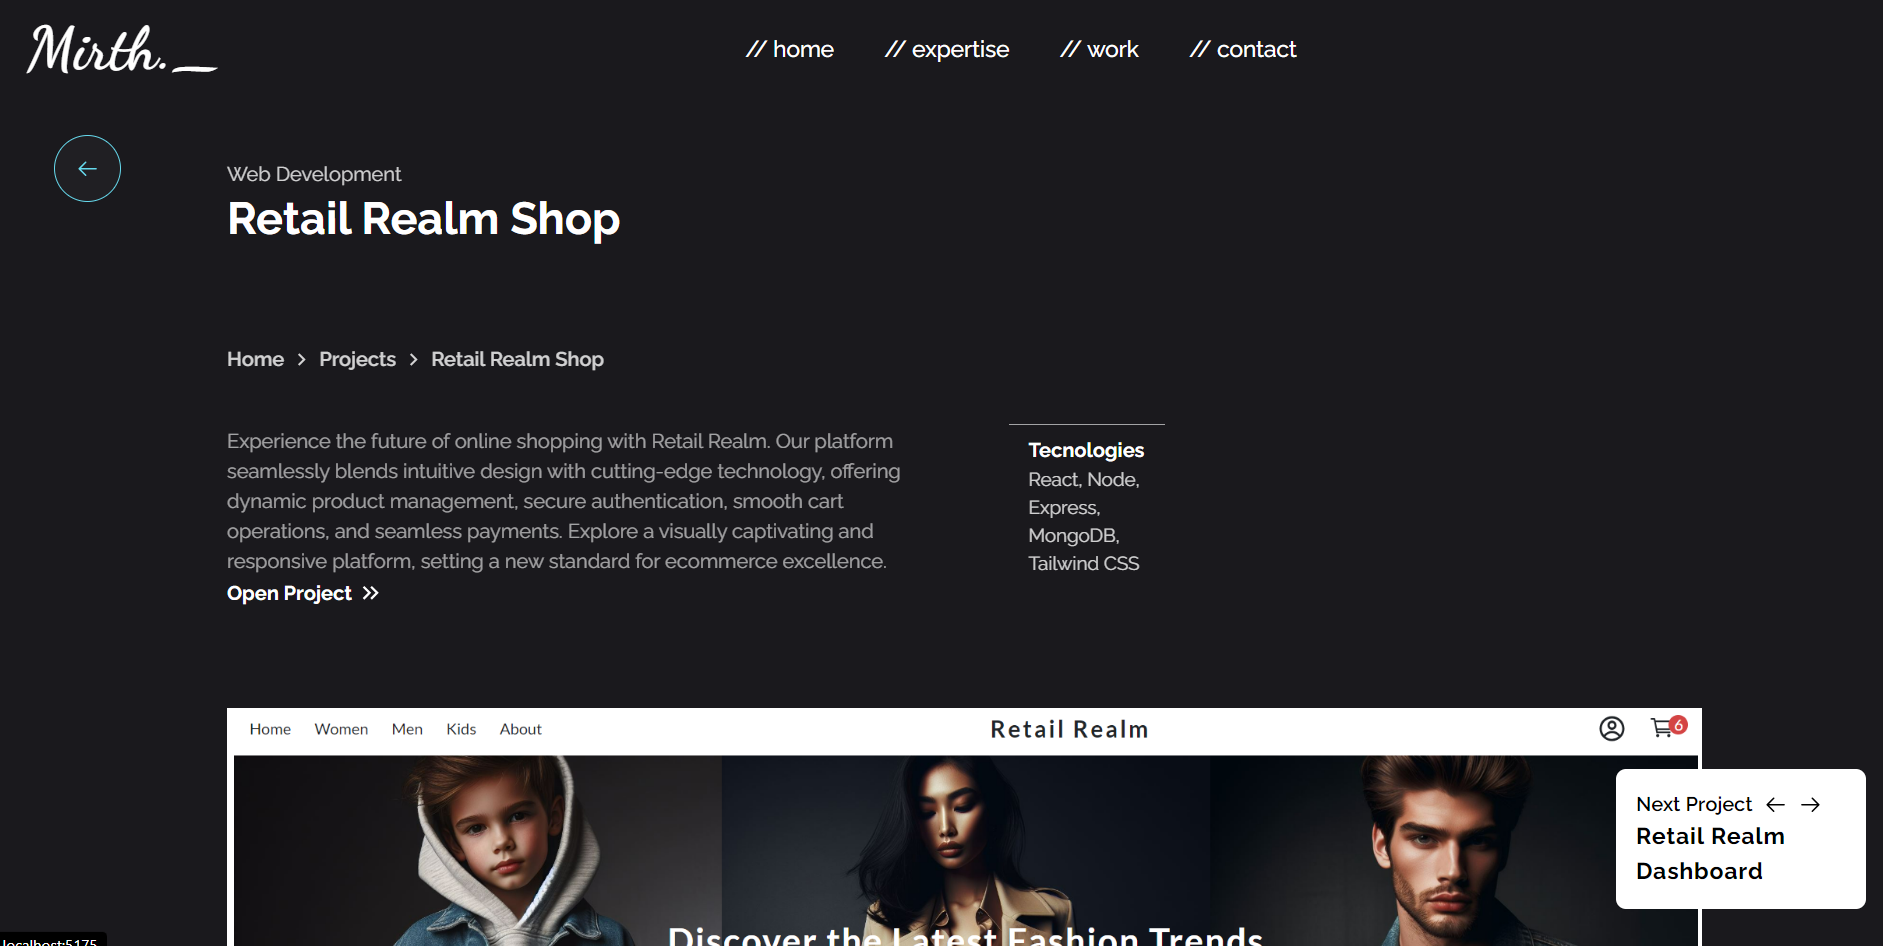 Mirth.
// home // expertise // work // contact
Web Development
Retail Realm Shop
Home > Projects > Retail Realm Shop
Experience the future of online shopping with Retail Realm. Our platform
seamlessly blends intuitive design with cutting-edge technology, offering
dynamic product management, secure authentication, smooth cart
operations, and seamless payments. Explore a visually captivating and
responsive platform, setting a new standard for ecommerce excellence.
Open Project
Tecnologies
React, Node,
Express,
MongoDB,
Tailwind CSS
Home Women Men Kids About
Retail Realm
6
Discover the Latest Fashion Trends
Next Project
Retail Realm
Dashboard
localhost:5175